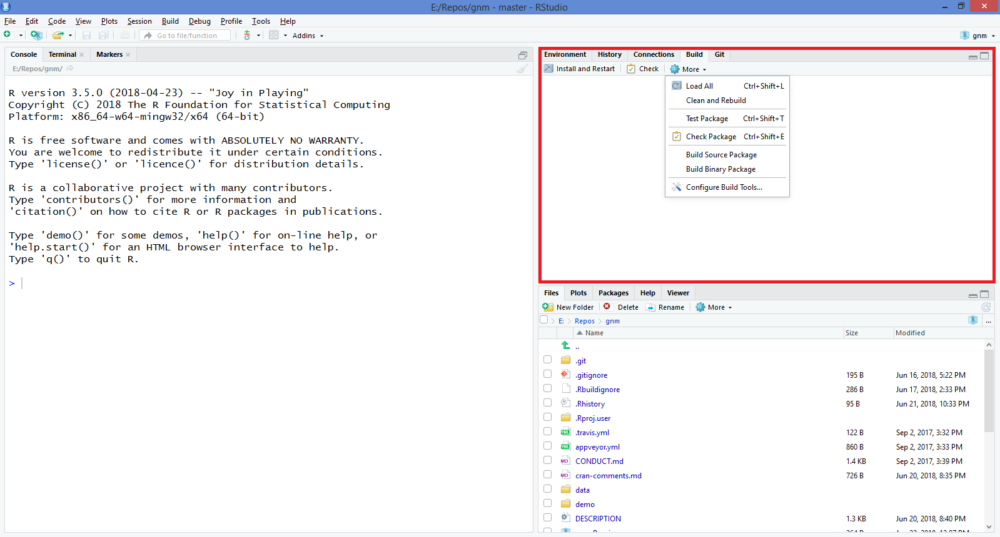 E:/Repos/gnm - master - RStudio
File Edit Code View Plots Session Build Debug Profile Tools Help
Go to file/function Addins gnm
Console Terminal Markers
E:/Repos/gnm/
R version 3.5.0 (2018-04-23) -- "Joy in Playing"
Copyright (C) 2018 The R Foundation for Statistical Computing
Platform: x86_64-w64-mingw32/x64 (64-bit)
R is free software and comes with ABSOLUTELY NO WARRANTY.
You are welcome to redistribute it under certain conditions.
Type 'license()' or 'licence()' for distribution details.
R is a collaborative project with many contributors.
Type 'contributors()' for more information and
'citation()' on how to cite R or R packages in publications.
Type 'demo()' for some demos, 'help()' for on-line help, or
'help.start()' for an HTML browser interface to help.
Type 'q()' to quit R.
>
Environment History Connections Build Git
Install and Restart Check More
Load All Ctrl+Shift+L
Clean and Rebuild
Test Package Ctrl+Shift+T
Check Package Ctrl+Shift+E
Build Source Package
Build Binary Package
Configure Build Tools...
Files Plots Packages Help Viewer
New Folder Delete Rename More
E: Repos gnm ...
Name Size Modified
..
.git
.gitignore 195 B Jun 16, 2018, 5:22 PM
.Rbuildignore 286 B Jun 17, 2018, 2:33 PM
.Rhistory 95 B Jun 21, 2018, 10:33 PM
.Rproj.user
.travis.yml 122 B Sep 2, 2017, 3:32 PM
appveyor.yml 860 B Sep 2, 2017, 3:33 PM
CONDUCT.md 1.4 KB Sep 2, 2017, 3:39 PM
cran-comments.md 726 B Jun 20, 2018, 8:35 PM
data
demo
DESCRIPTION 1.3 KB Jun 20, 2018, 8:40 PM